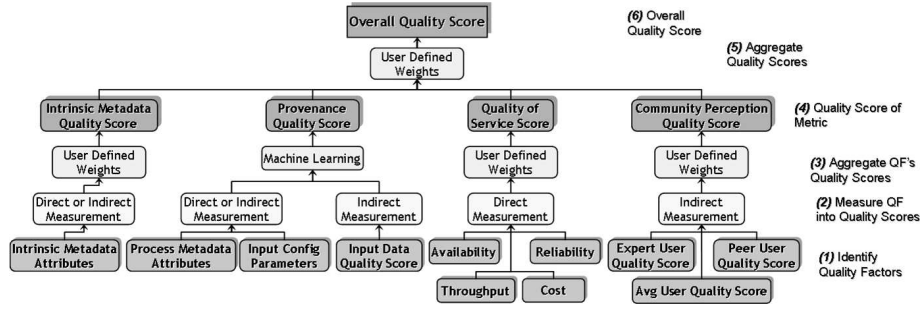 Overall Quality Score
(6) Overall
Quality Score
User Defined
Weights
(5) Aggregate
Quality Scores
Intrinsic Metadata
Quality Score
Provenance
Quality Score
Quality of
Service Score
Community Perception
Quality Score
(4) Quality Score of
Metric
User Defined
Weights
Machine Learning
User Defined
Weights
User Defined
Weights
(3) Aggregate QF's
Quality Scores
Direct or Indirect
Measurement
Direct or Indirect
Measurement
Indirect
Measurement
Direct
Measurement
Indirect
Measurement
(2) Measure QF
into Quality Scores
Intrinsic Metadata
Attributes
Process Metadata
Attributes
Input Config
Parameters
Input Data
Quality Score
Availability
Reliability
Expert User
Quality Score
Peer User
Quality Score
(1) Identify
Quality Factors
Throughput
Cost
Avg User Quality Score